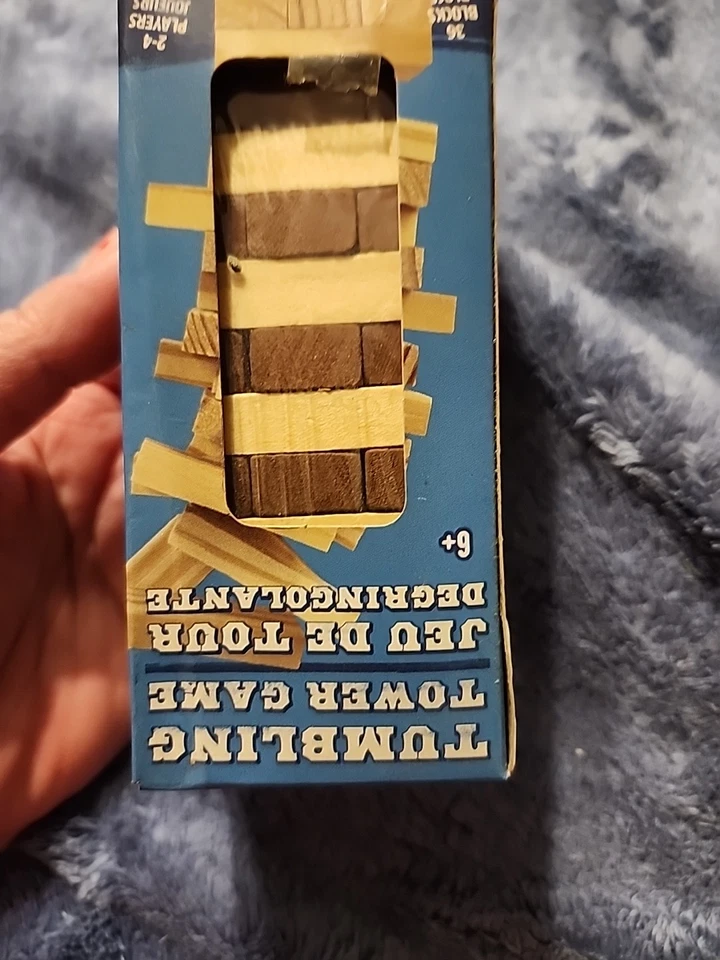 TUMBLING
TOWER GAME
JEU DE TOUR
DEGRINGOLANTE
6+
36
BLOCKS
2-4
PLAYERS
JOUEURS